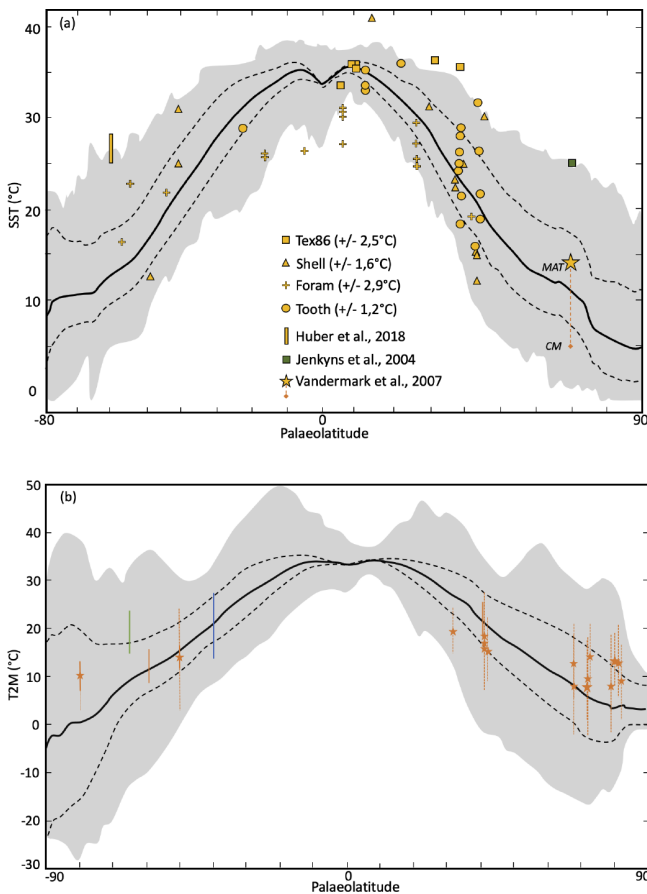 (a)
40
30
20
10
0
SST (°C)
Tex86 (+/- 2,5°C)
Shell (+/- 1,6°C)
Foram (+/- 2,9°C)
Tooth (+/- 1,2°C)
Huber et al., 2018
Jenkyns et al., 2004
Vandermark et al., 2007
MAT
CM
-80 0 90
Palaeolatitude
(b)
50
40
30
20
10
0
-10
-20
-30
T2M (°C)
-90 0 90
Palaeolatitude